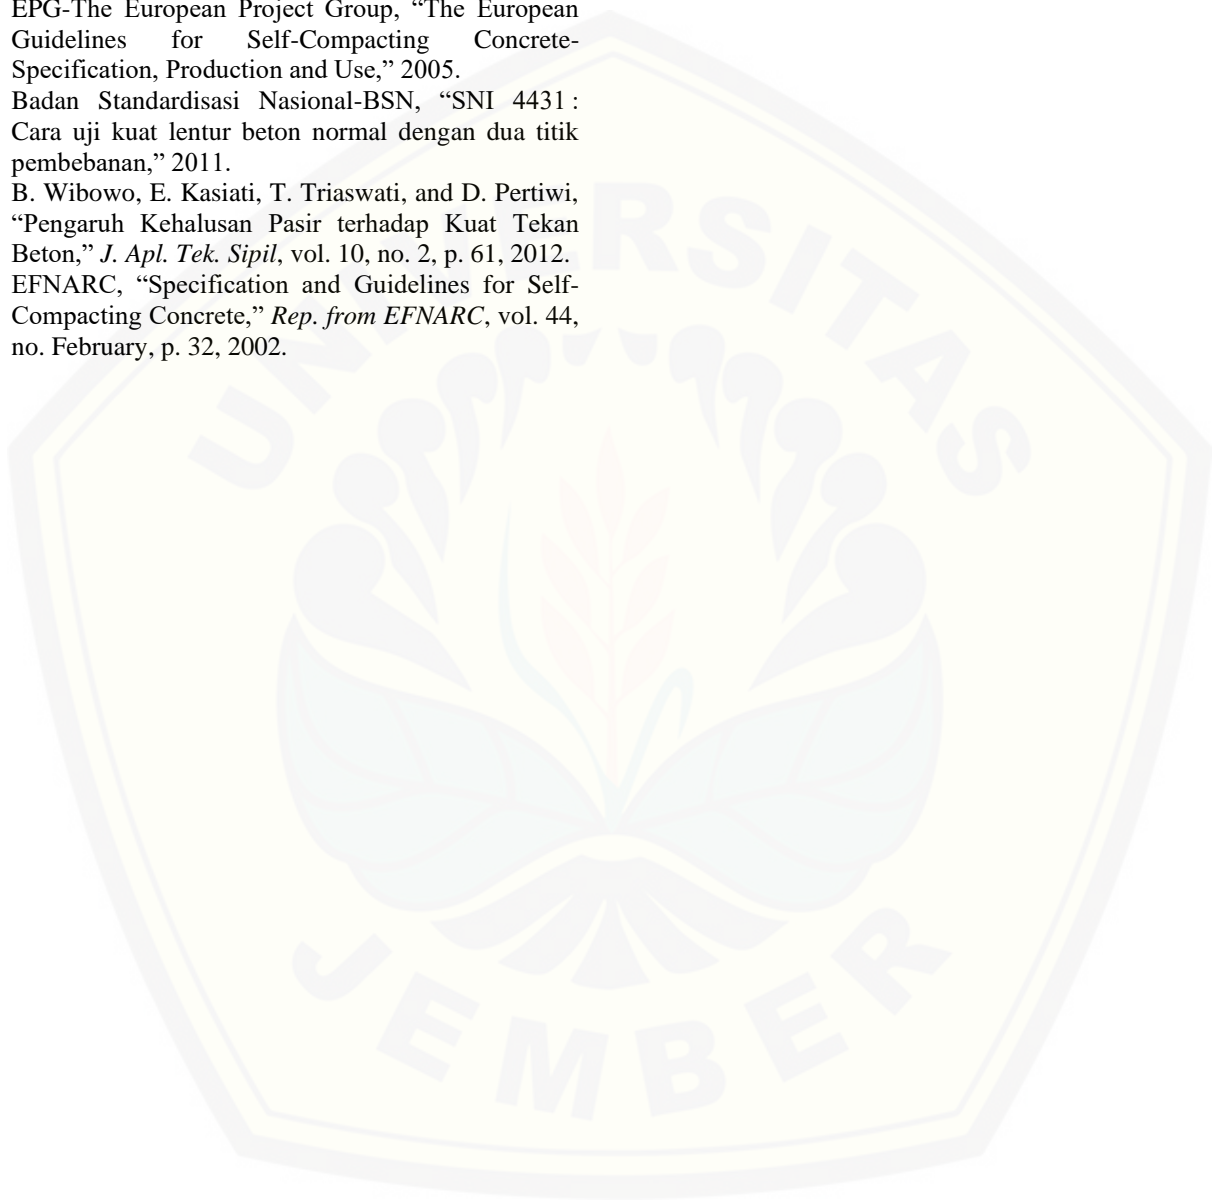 EPG-The European Project Group, “The European
Guidelines for Self-Compacting Concrete-
Specification, Production and Use,” 2005.
Badan Standardisasi Nasional-BSN, “SNI 4431 :
Cara uji kuat lentur beton normal dengan dua titik
pembebanan,” 2011.
B. Wibowo, E. Kasiati, T. Triaswati, and D. Pertiwi,
“Pengaruh Kehalusan Pasir terhadap Kuat Tekan
Beton,” J. Apl. Tek. Sipil, vol. 10, no. 2, p. 61, 2012.
EFNARC, “Specification and Guidelines for Self-
Compacting Concrete,” Rep. from EFNARC, vol. 44,
no. February, p. 32, 2002.
UNIVERSITAS
JEMBER